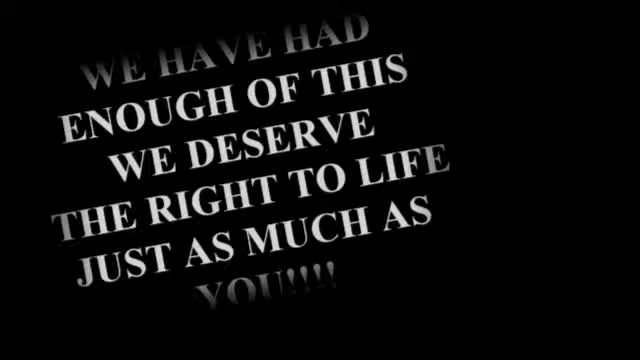 WE HAVE HAD
ENOUGH OF THIS
WE DESERVE
THE RIGHT TO LIFE
JUST AS MUCH AS
YOU!!!!